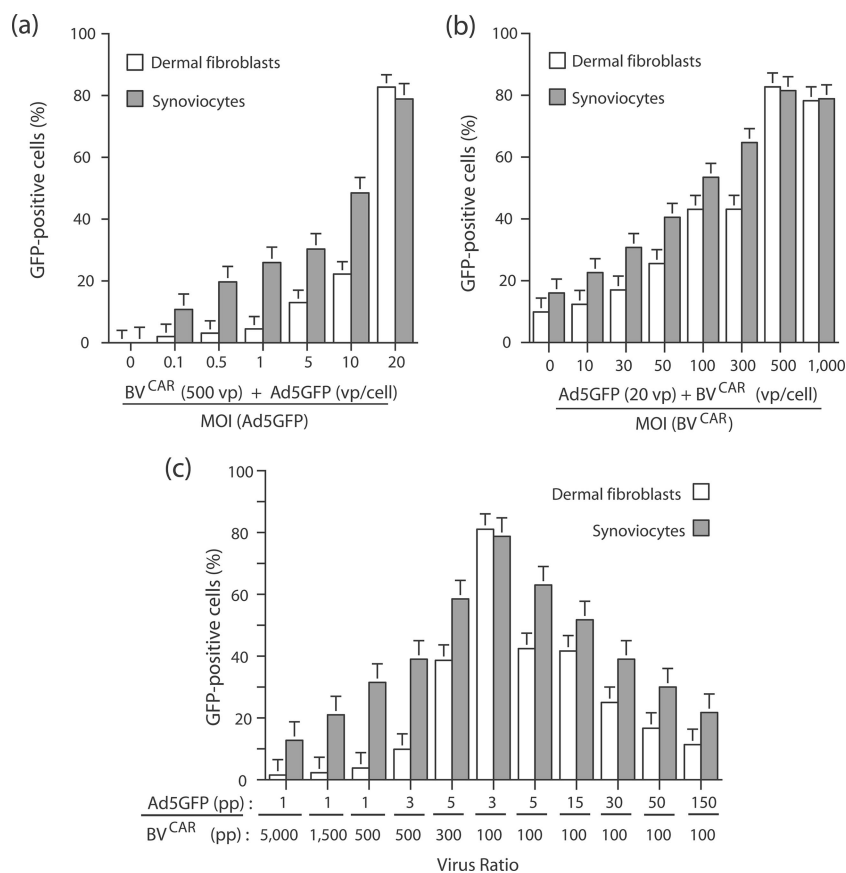 (a)
100
80
60
40
20
0
GFP-positive cells (%)
Dermal fibroblasts
Synoviocytes
0 0.1 0.5 1 5 10 20
BV^CAR (500 vp) + Ad5GFP (vp/cell)
MOI (Ad5GFP)
(b)
100
80
60
40
20
0
GFP-positive cells (%)
Dermal fibroblasts
Synoviocytes
0 10 30 50 100 300 500 1,000
Ad5GFP (20 vp) + BV^CAR (vp/cell)
MOI (BV^CAR)
(c)
100
80
60
40
20
0
GFP-positive cells (%)
Dermal fibroblasts
Synoviocytes
Ad5GFP (pp) : 1 1 1 3 5 3 5 15 30 50 150
BV^CAR (pp) : 5,000 1,500 500 500 300 100 100 100 100 100 100
Virus Ratio